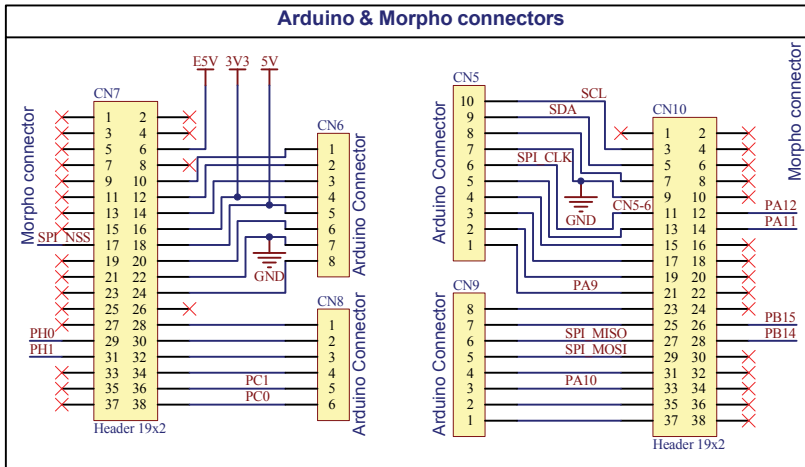 Arduino & Morpho connectors
E5V 3V3 5V
CN7
Morpho connector
1 2
3 4
5 6
7 8
9 10
11 12
13 14
15 16
17 18
19 20
21 22
23 24
25 26
27 28
29 30
31 32
33 34
35 36
37 38
Header 19x2
SPI_NSS
PH0
PH1
GND
PC1
PC0
CN6
1
2
3
4
5
6
7
8
Arduino Connector
CN8
1
2
3
4
5
6
Arduino Connector
CN5
10
9
8
7
6
5
4
3
2
1
Arduino Connector
SCL
SDA
SPI_CLK
GND
CN5-6
PA9
CN9
8
7
6
5
4
3
2
1
Arduino Connector
SPI_MISO
SPI_MOSI
PA10
CN10
Morpho connector
1 2
3 4
5 6
7 8
9 10
11 12
13 14
15 16
17 18
19 20
21 22
23 24
25 26
27 28
29 30
31 32
33 34
35 36
37 38
Header 19x2
PA12
PA11
PB15
PB14